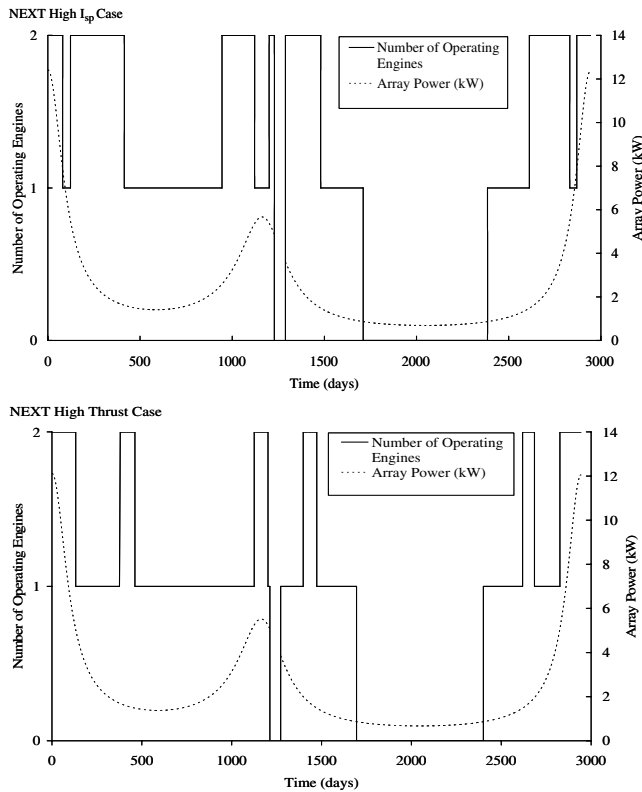 NEXT High Isp Case
Number of Operating Engines
2
1
0
Number of Operating
Engines
Array Power (kW)
14
12
10
8
6
4
2
0
Array Power (kW)
0 500 1000 1500 2000 2500 3000
Time (days)
NEXT High Thrust Case
Number of Operating Engines
2
1
0
Number of Operating
Engines
Array Power (kW)
14
12
10
8
6
4
2
0
Array Power (kW)
0 500 1000 1500 2000 2500 3000
Time (days)